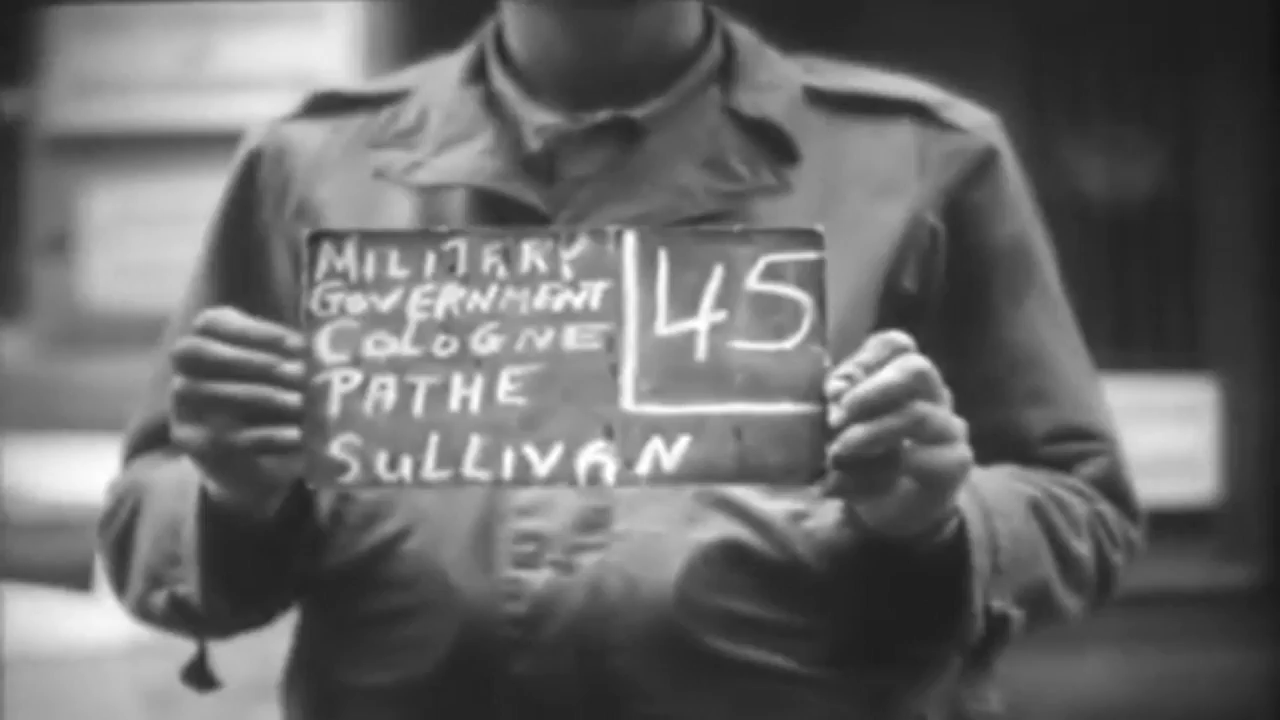 MILITARY
GOVERNMENT
COLOGNE
PATHE
SULLIVAN
45